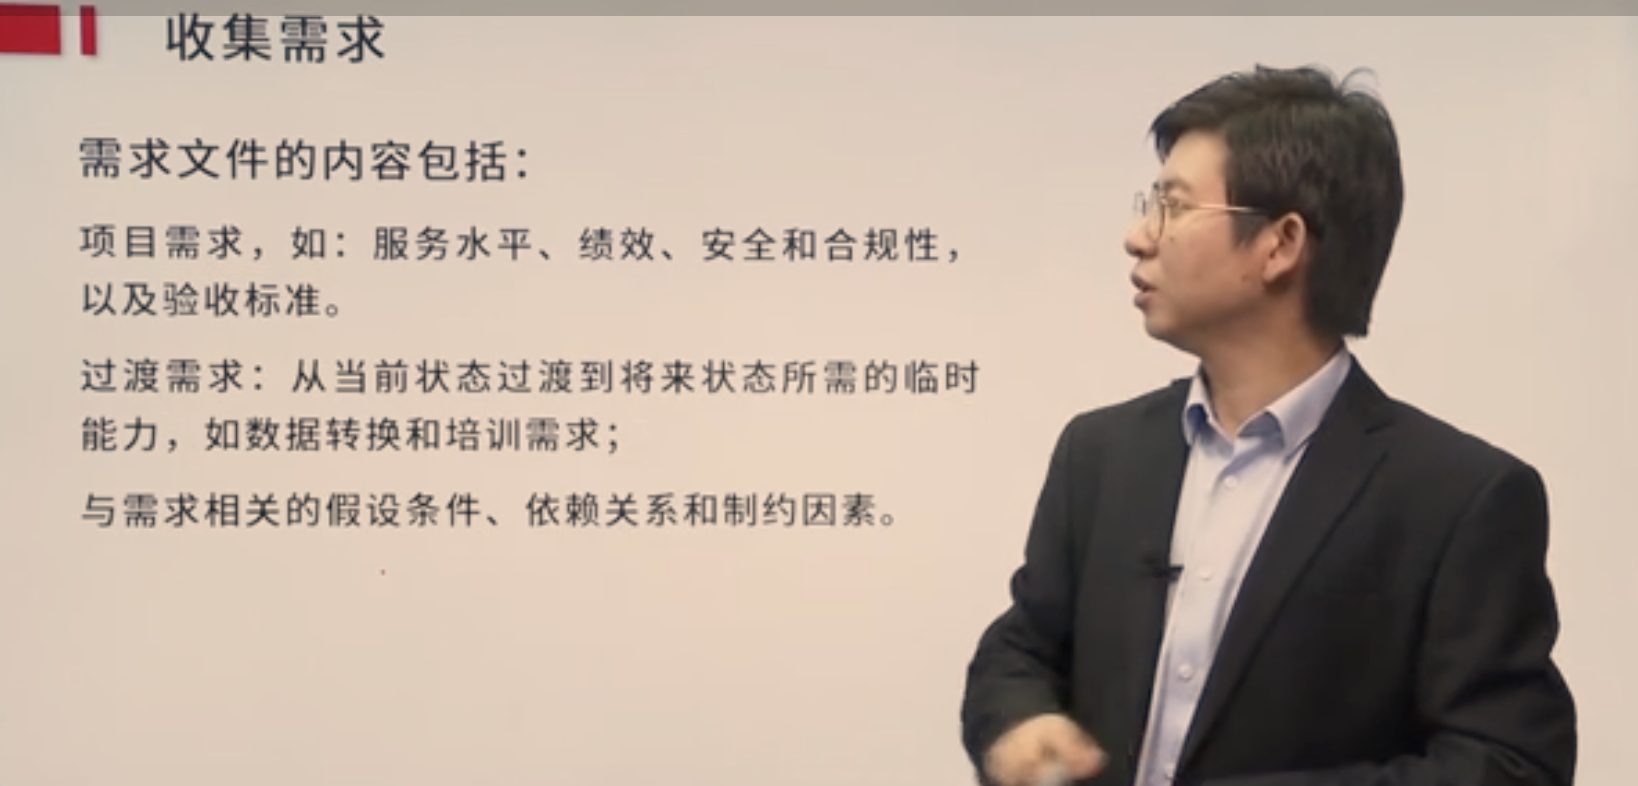 收集需求
需求文件的内容包括：
项目需求，如：服务水平、绩效、安全和合规性，
以及验收标准。
过渡需求：从当前状态过渡到将来状态所需的临时
能力，如数据转换和培训需求；
与需求相关的假设条件、依赖关系和制约因素。